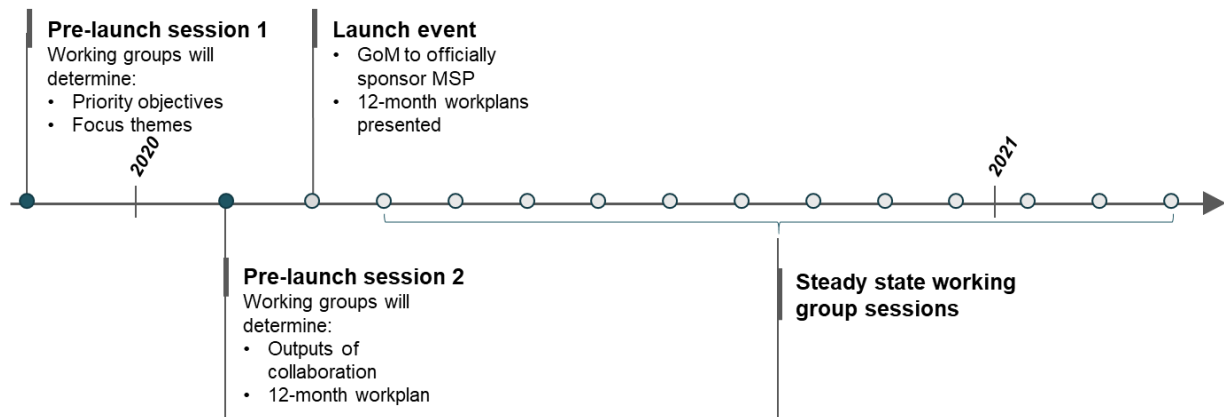 Pre-launch session 1
Working groups will
determine:
• Priority objectives
• Focus themes
Launch event
• GoM to officially
sponsor MSP
• 12-month workplans
presented
2020
2021
Pre-launch session 2
Working groups will
determine:
• Outputs of
collaboration
• 12-month workplan
Steady state working
group sessions